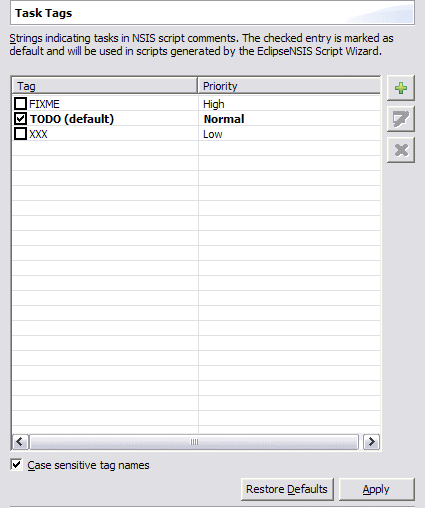 Task Tags
Strings indicating tasks in NSIS script comments. The checked entry is marked as
default and will be used in scripts generated by the EclipseNSIS Script Wizard.
Tag Priority
FIXME High
TODO (default) Normal
XXX Low
Case sensitive tag names
Restore Defaults Apply